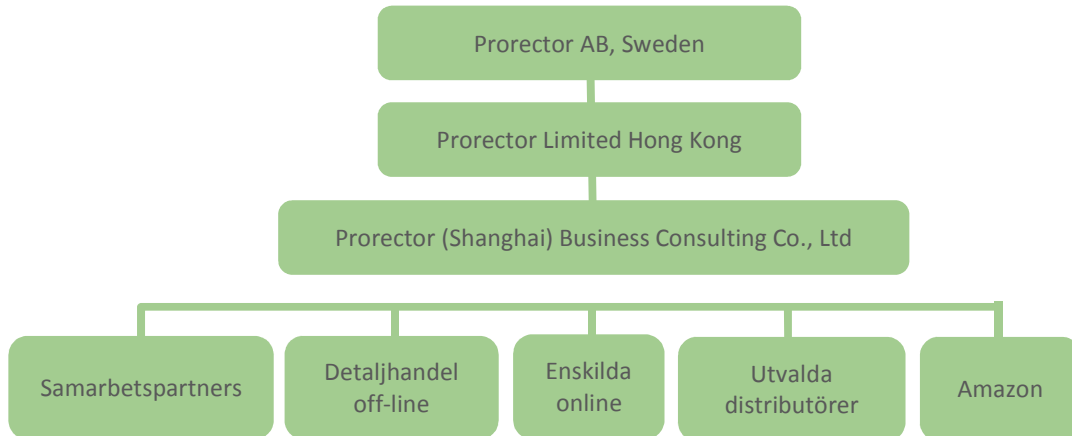 Prorector AB, Sweden
Prorector Limited Hong Kong
Prorector (Shanghai) Business Consulting Co., Ltd
Samarbetspartners
Detaljhandel
off-line
Enskilda
online
Utvalda
distributörer
Amazon